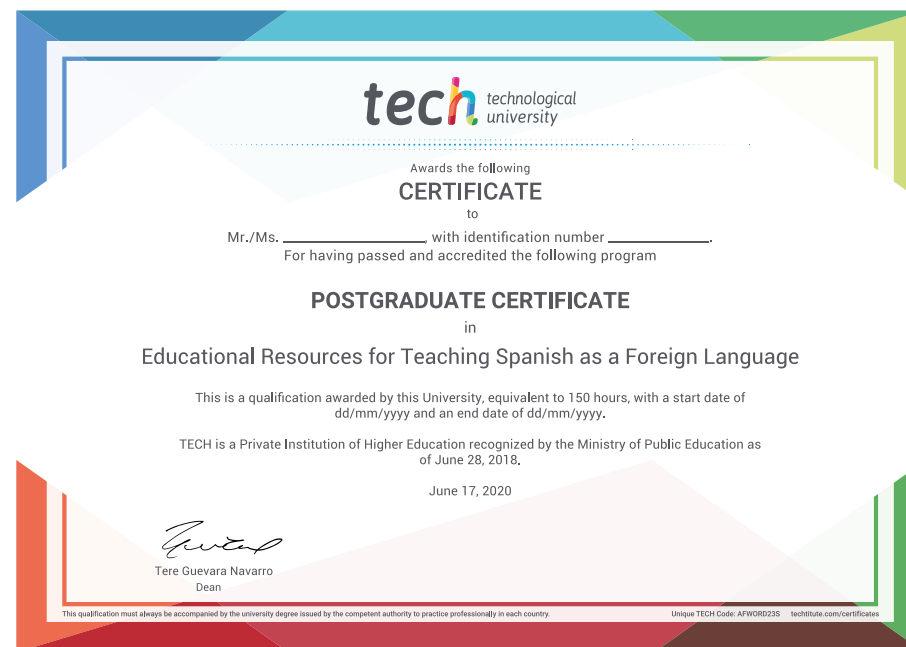 tech technological
university
Awards the following
CERTIFICATE
to
Mr./Ms. ____________________, with identification number ______________.
For having passed and accredited the following program
POSTGRADUATE CERTIFICATE
in
Educational Resources for Teaching Spanish as a Foreign Language
This is a qualification awarded by this University, equivalent to 150 hours, with a start date of
dd/mm/yyyy and an end date of dd/mm/yyyy.
TECH is a Private Institution of Higher Education recognized by the Ministry of Public Education as
of June 28, 2018.
June 17, 2020
Tere Guevara Navarro
Dean
This qualification must always be accompanied by the university degree issued by the competent authority to practice professionally in each country.
Unique TECH Code: AFWORD23S techtitute.com/certificates